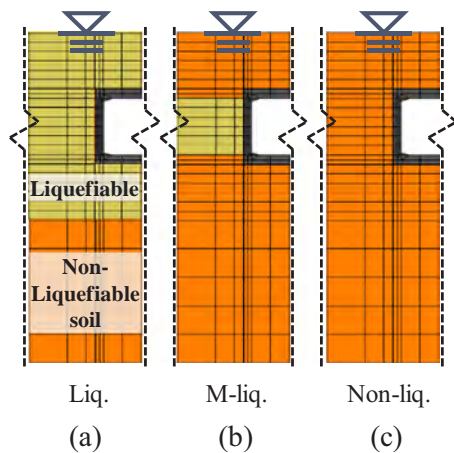 Liquefiable
Non-
Liquefiable
soil
Liq. M-liq. Non-liq.
(a) (b) (c)